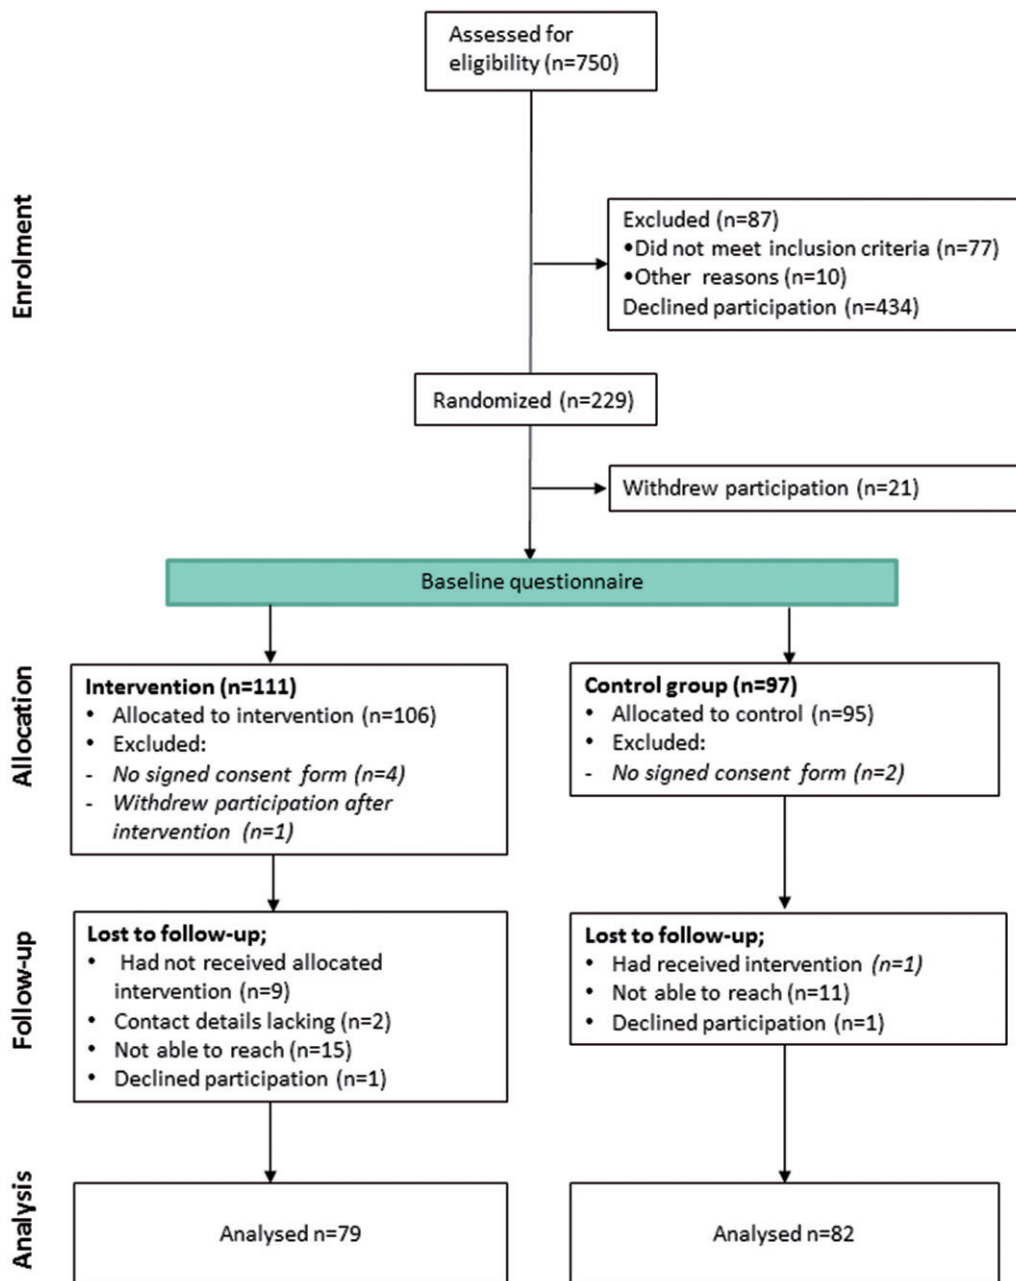 Assessed for
eligibility (n=750)
Enrolment
Excluded (n=87)
•Did not meet inclusion criteria (n=77)
•Other reasons (n=10)
Declined participation (n=434)
Randomized (n=229)
Withdrew participation (n=21)
Baseline questionnaire
Allocation
Intervention (n=111)
• Allocated to intervention (n=106)
• Excluded:
- No signed consent form (n=4)
- Withdrew participation after
intervention (n=1)
Control group (n=97)
• Allocated to control (n=95)
• Excluded:
- No signed consent form (n=2)
Follow-up
Lost to follow-up;
• Had not received allocated
intervention (n=9)
• Contact details lacking (n=2)
• Not able to reach (n=15)
• Declined participation (n=1)
Lost to follow-up;
• Had received intervention (n=1)
• Not able to reach (n=11)
• Declined participation (n=1)
Analysis
Analysed n=79
Analysed n=82